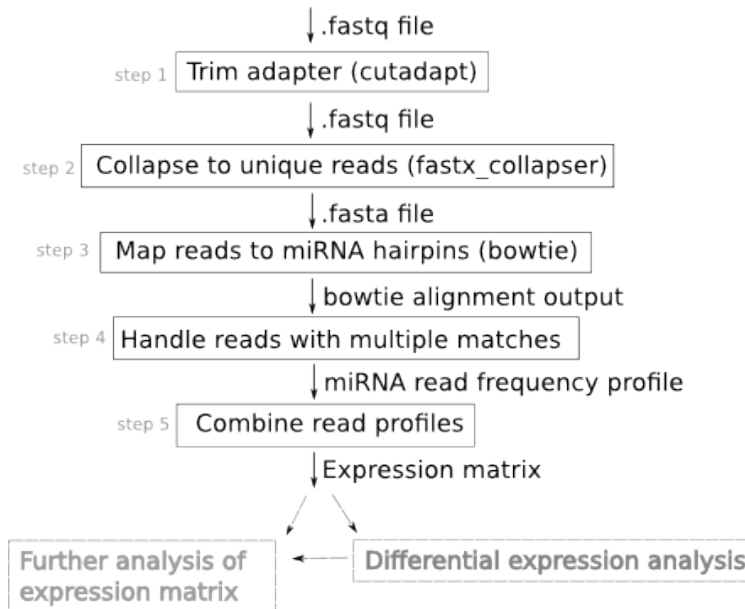 .fastq file
step 1 Trim adapter (cutadapt)
.fastq file
step 2 Collapse to unique reads (fastx_collapser)
.fasta file
step 3 Map reads to miRNA hairpins (bowtie)
bowtie alignment output
step 4 Handle reads with multiple matches
miRNA read frequency profile
step 5 Combine read profiles
Expression matrix
Further analysis of
expression matrix
Differential expression analysis